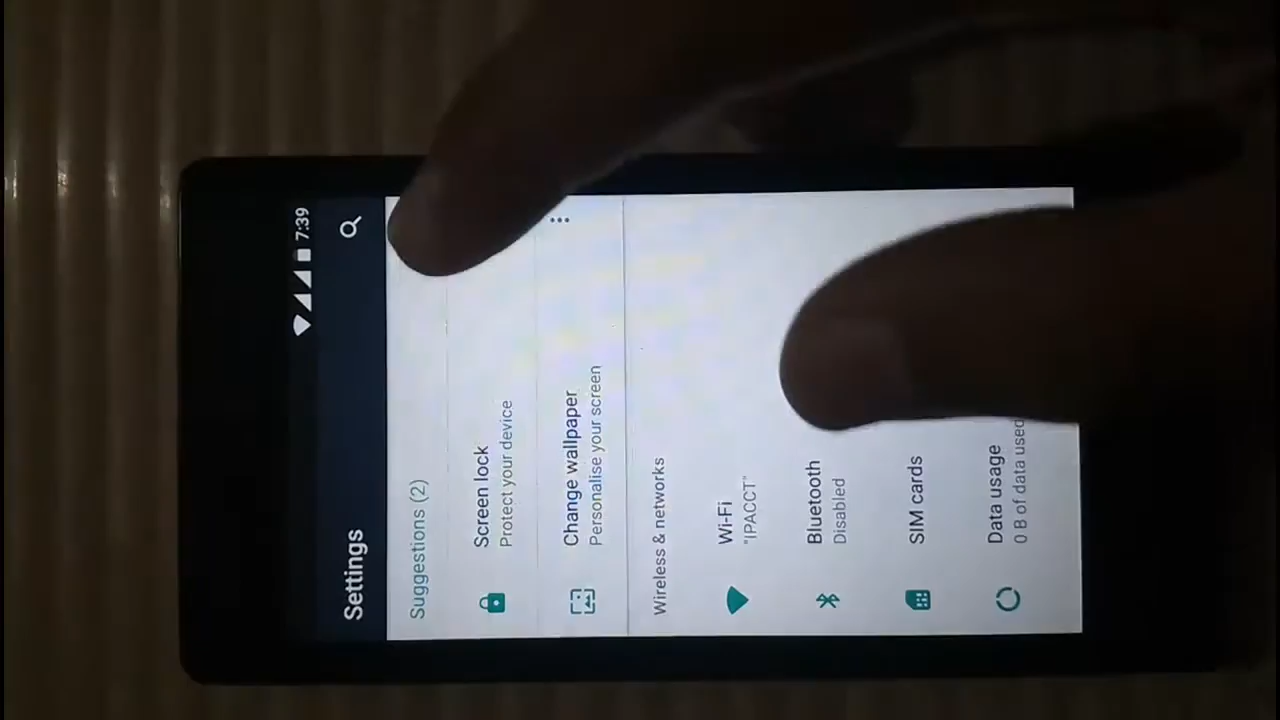 7:39
Settings
Suggestions (2)
Screen lock
Protect your device
Change wallpaper
Personalise your screen
Wireless & networks
Wi-Fi
"IPACCT"
Bluetooth
Disabled
SIM cards
Data usage
0 B of data used